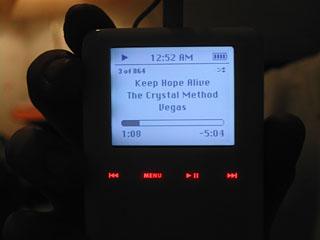 12:52 AM
3 of 864
Keep Hope Alive
The Crystal Method
Vegas
1:08 -5:04
MENU